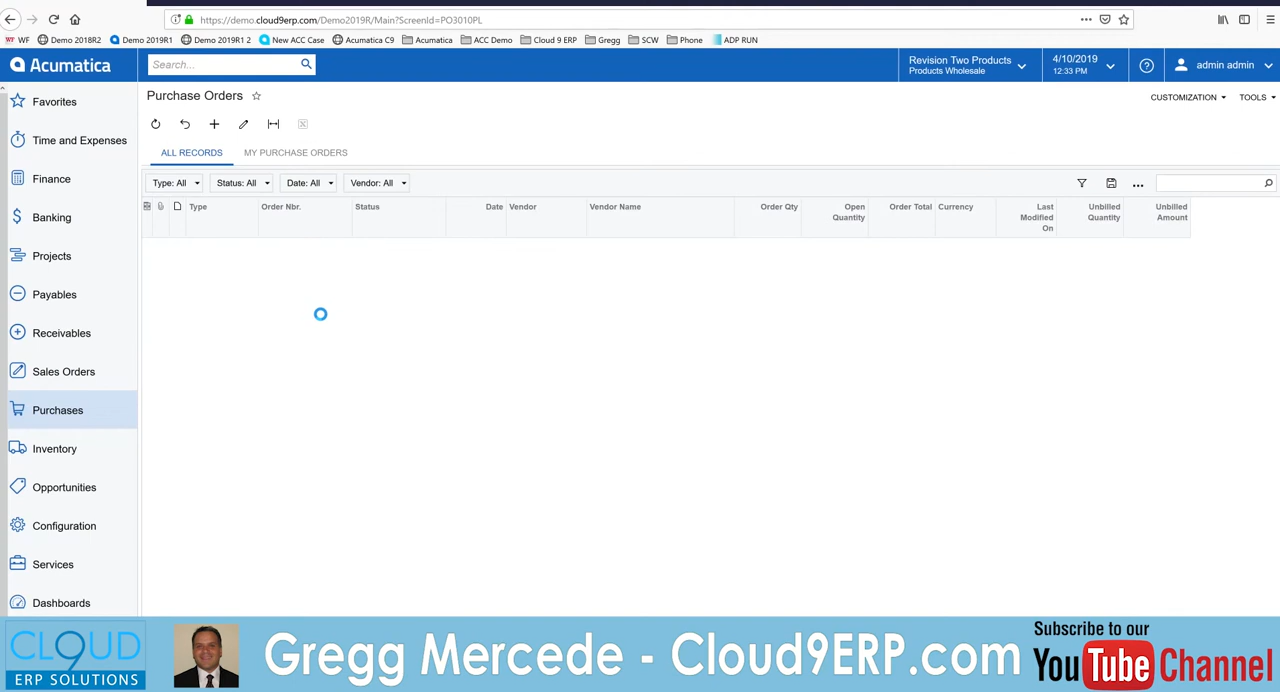 https://demo.cloud9erp.com/Demo2019R/Main?ScreenId=PO3010PL
WF Demo 2018R2 Demo 2019R1 Demo 2019R1 2 New ACC Case Acumatica C9 Acumatica ACC Demo Cloud 9 ERP Gregg SCW Phone ADP RUN
Acumatica
Search...
Revision Two Products
Products Wholesale
4/10/2019
12:33 PM
admin admin
Favorites
Time and Expenses
Finance
Banking
Projects
Payables
Receivables
Sales Orders
Purchases
Inventory
Opportunities
Configuration
Services
Dashboards
Purchase Orders
CUSTOMIZATION TOOLS
ALL RECORDS MY PURCHASE ORDERS
Type: All Status: All Date: All Vendor: All
Type Order Nbr. Status Date Vendor Vendor Name Order Qty Open Quantity Order Total Currency Last Modified On Unbilled Quantity Unbilled Amount
CLOUD 9
ERP SOLUTIONS
Gregg Mercede - Cloud9ERP.com
Subscribe to our
YouTube Channel